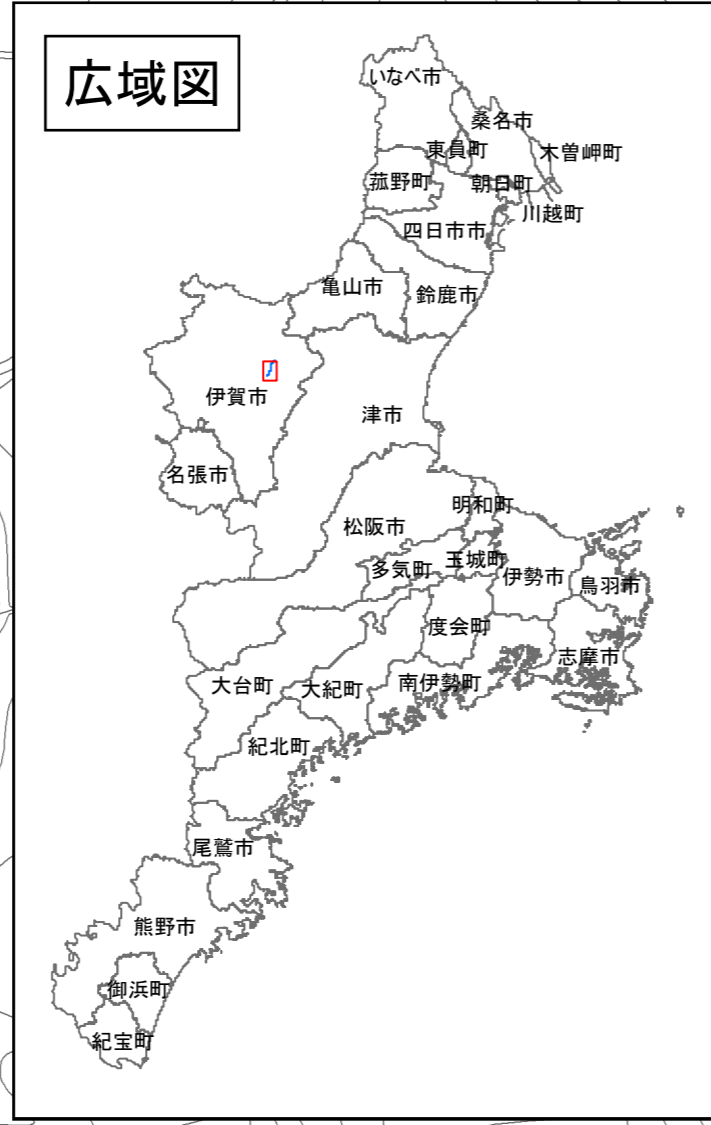 広域図
いなべ市
桑名市
東員町
木曽岬町
菰野町
朝日町
川越町
四日市市
亀山市
鈴鹿市
伊賀市
津市
名張市
明和町
松阪市
玉城町
多気町
伊勢市
鳥羽市
度会町
志摩市
大台町
大紀町
南伊勢町
紀北町
尾鷲市
熊野市
御浜町
紀宝町